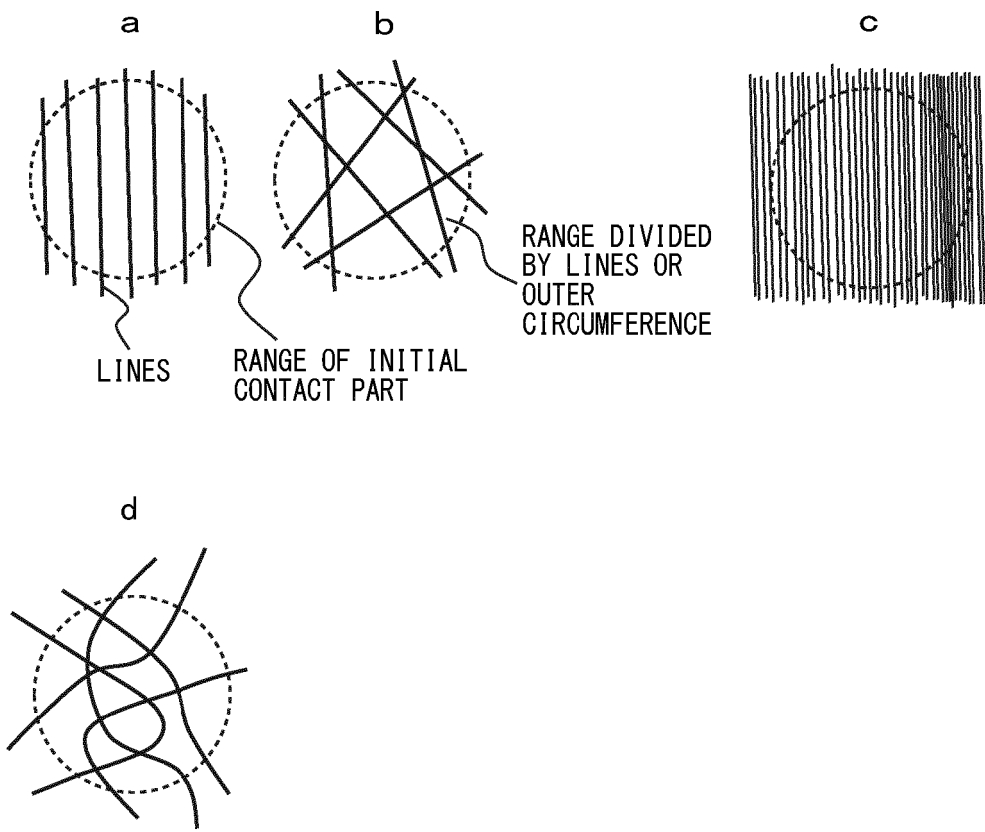 a
b
c
RANGE DIVIDED
BY LINES OR
OUTER
CIRCUMFERENCE
LINES
RANGE OF INITIAL
CONTACT PART
d